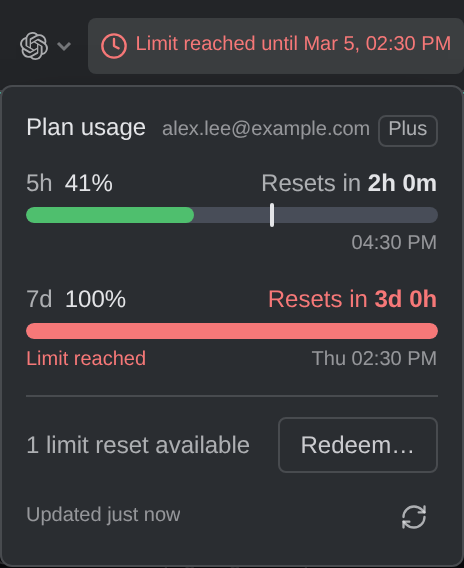 Limit reached until Mar 5, 02:30 PM
Plan usage alex.lee@example.com Plus
5h 41% Resets in 2h 0m
04:30 PM
7d 100% Resets in 3d 0h
Limit reached Thu 02:30 PM
1 limit reset available Redeem…
Updated just now